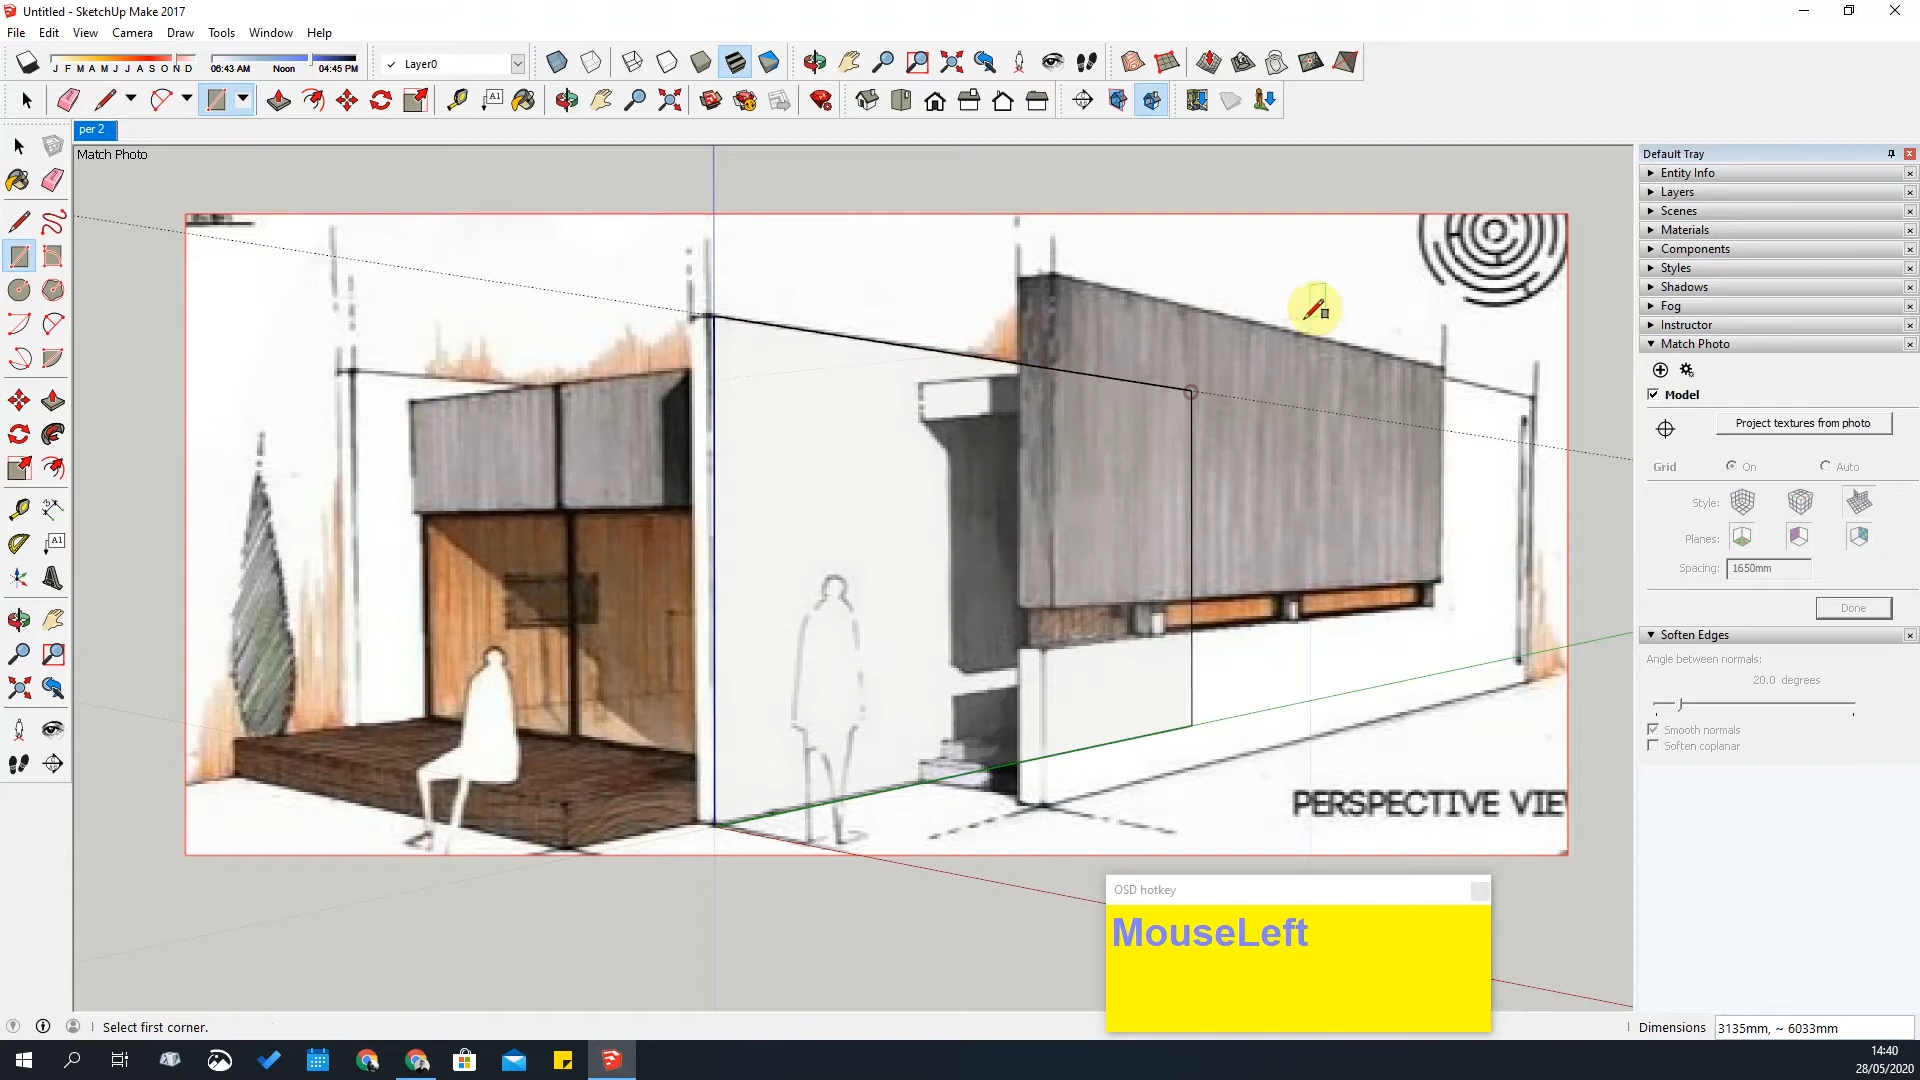 Untitled - SketchUp Make 2017
File Edit View Camera Draw Tools Window Help
J F M A M J J A S O N D
06:43 AM Noon 04:45 PM
Layer0
A1
per 2
Match Photo
A1
PERSPECTIVE VIE
Default Tray
Entity Info
Layers
Scenes
Materials
Components
Styles
Shadows
Fog
Instructor
Match Photo
Model
Project textures from photo
Grid On Auto
Style:
Planes:
Spacing: 1650mm
Done
Soften Edges
Angle between normals:
20.0 degrees
Smooth normals
Soften coplanar
OSD hotkey
MouseLeft
Select first corner.
Dimensions 3135mm, ~ 6033mm
14:40
28/05/2020